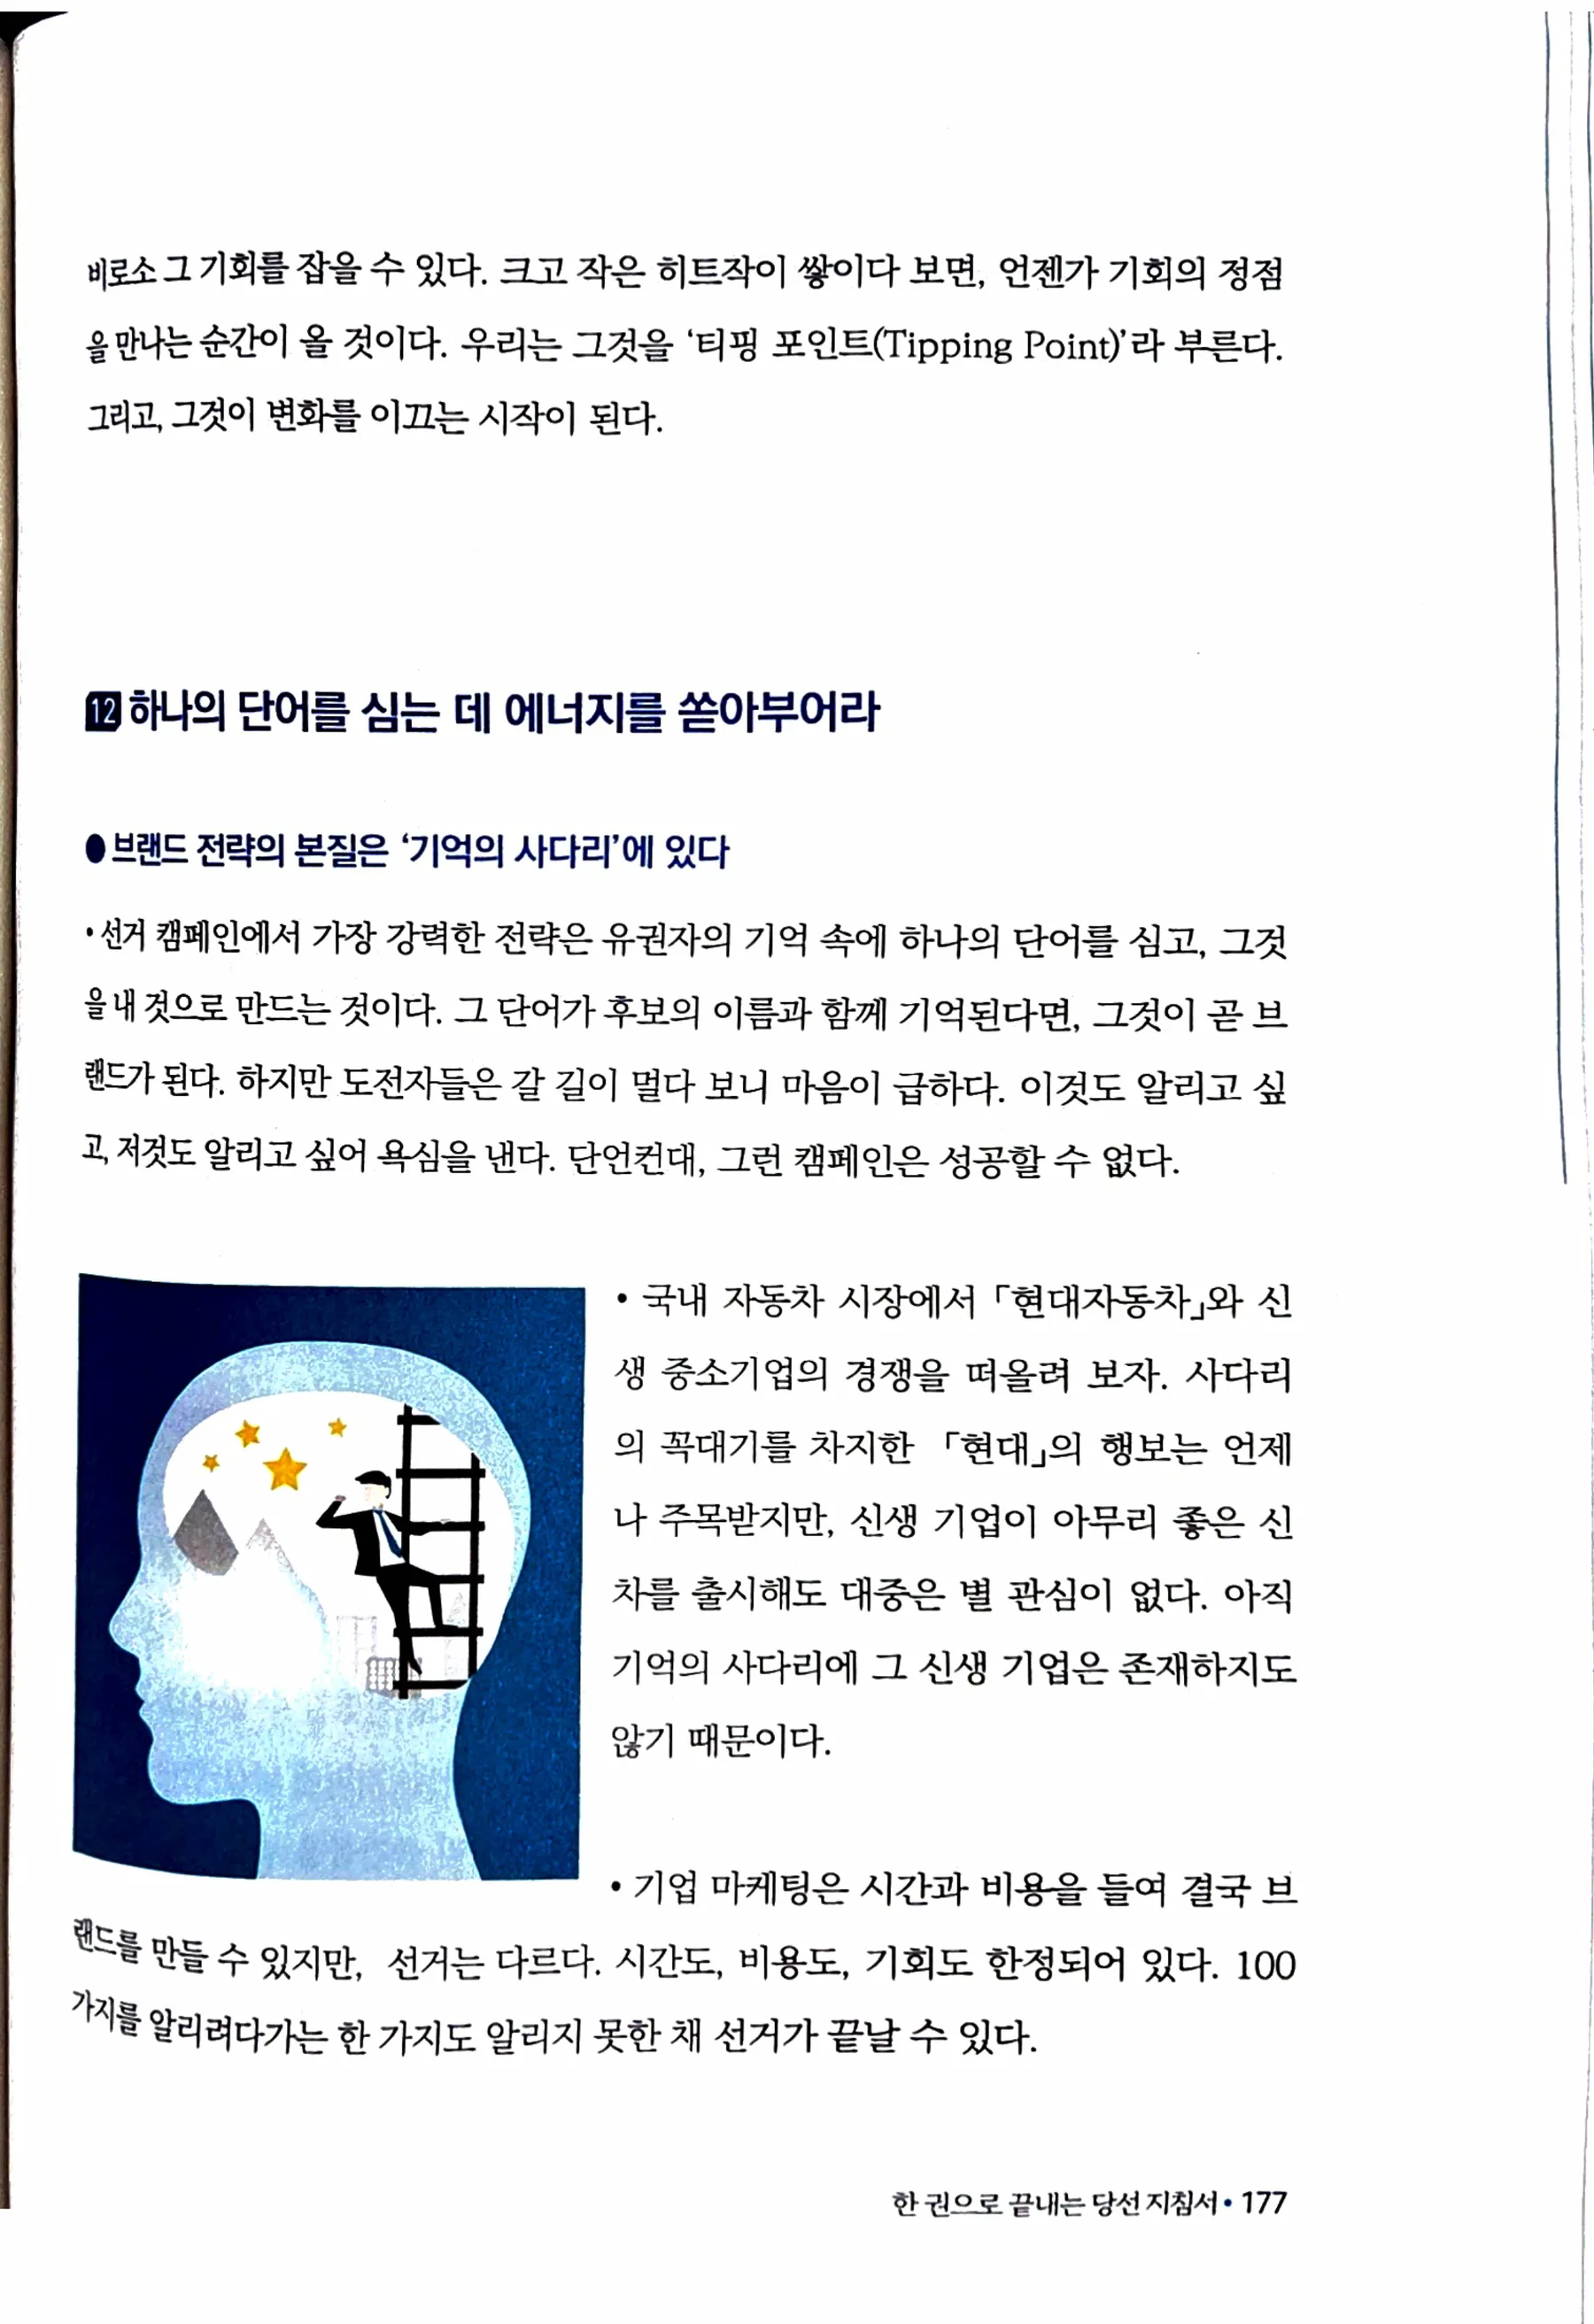 비로소 그 기회를 잡을 수 있다. 크고 작은 히트작이 쌓이다 보면, 언젠가 기회의 정점
을 만나는 순간이 올 것이다. 우리는 그것을 ‘티핑 포인트(Tipping Point)’라 부른다.
그리고, 그것이 변화를 이끄는 시작이 된다.
12 하나의 단어를 심는 데 에너지를 쏟아부어라
● 브랜드 전략의 본질은 ‘기억의 사다리’에 있다
• 선거 캠페인에서 가장 강력한 전략은 유권자의 기억 속에 하나의 단어를 심고, 그것
을 내 것으로 만드는 것이다. 그 단어가 후보의 이름과 함께 기억된다면, 그것이 곧 브
랜드가 된다. 하지만 도전자들은 갈 길이 멀다 보니 마음이 급하다. 이것도 알리고 싶
고, 저것도 알리고 싶어 욕심을 낸다. 단언컨대, 그런 캠페인은 성공할 수 없다.
• 국내 자동차 시장에서 「현대자동차」와 신
생 중소기업의 경쟁을 떠올려 보자. 사다리
의 꼭대기를 차지한 「현대」의 행보는 언제
나 주목받지만, 신생 기업이 아무리 좋은 신
차를 출시해도 대중은 별 관심이 없다. 아직
기억의 사다리에 그 신생 기업은 존재하지도
않기 때문이다.
• 기업 마케팅은 시간과 비용을 들여 결국 브
랜드를 만들 수 있지만, 선거는 다르다. 시간도, 비용도, 기회도 한정되어 있다. 100
가지를 알리려다가는 한 가지도 알리지 못한 채 선거가 끝날 수 있다.
한 권으로 끝내는 당선 지침서 • 177